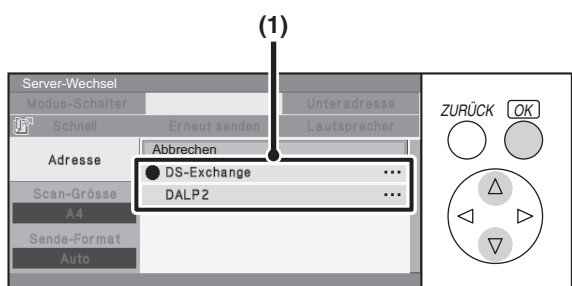 (1)
Server-Wechsel
Modus-Schalter Unteradresse
Schnell Erneut senden Lautsprecher
Adresse
Abbrechen
DS-Exchange ...
DALP2 ...
Scan-Grösse
A4
Sende-Format
Auto
ZURÜCK OK